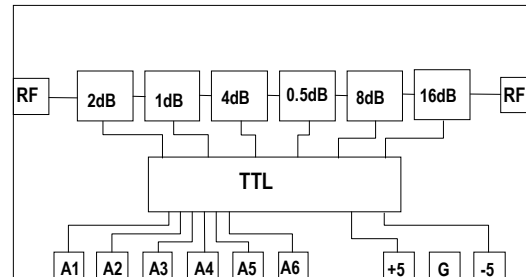 RF 2dB 1dB 4dB 0.5dB 8dB 16dB RF
TTL
A1 A2 A3 A4 A5 A6 +5 G -5